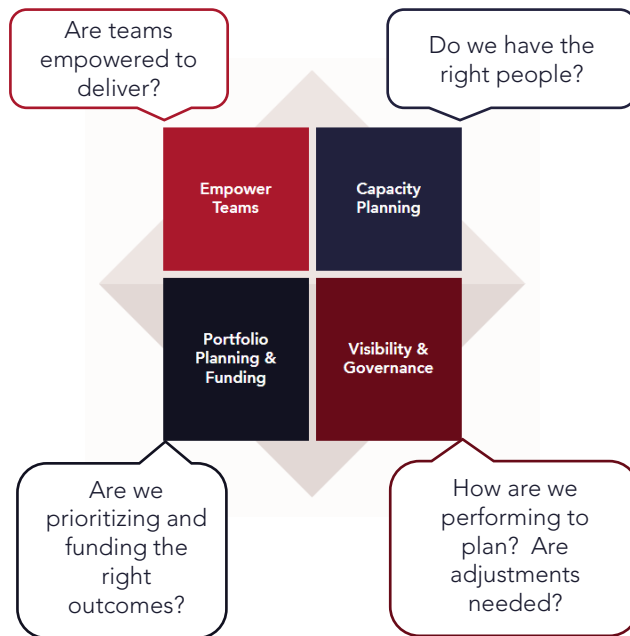 Are teams
empowered to
deliver?
Do we have the
right people?
Empower
Teams
Capacity
Planning
Portfolio
Planning &
Funding
Visibility &
Governance
Are we
prioritizing and
funding the
right
outcomes?
How are we
performing to
plan?  Are
adjustments
needed?